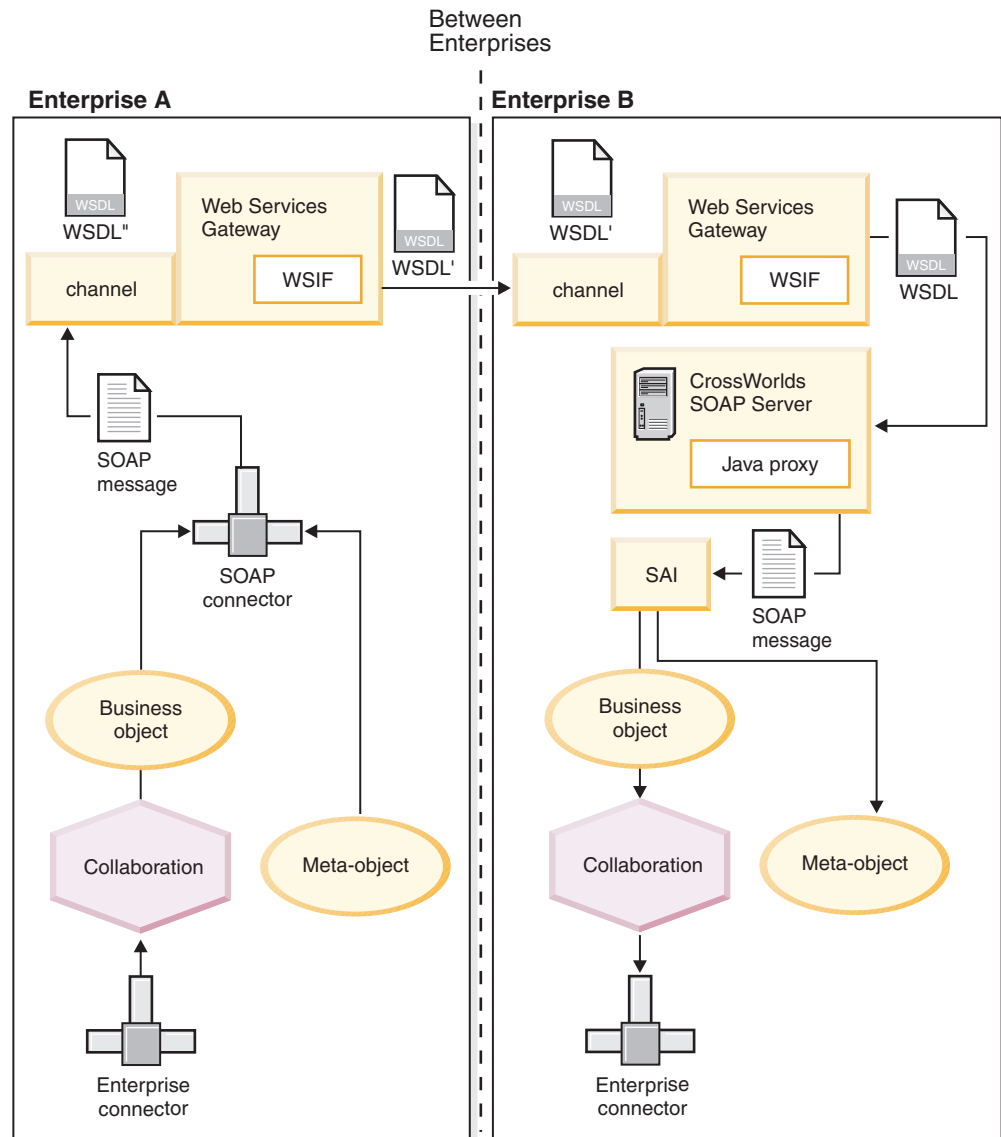 Between
Enterprises
Enterprise A
WSDL
WSDL"
Web Services
Gateway
WSIF
channel
WSDL
WSDL'
SOAP
message
SOAP
connector
Business
object
Collaboration
Meta-object
Enterprise
connector
Enterprise B
WSDL
WSDL'
Web Services
Gateway
WSIF
channel
WSDL
WSDL
CrossWorlds
SOAP Server
Java proxy
SAI
SOAP
message
Business
object
Collaboration
Meta-object
Enterprise
connector